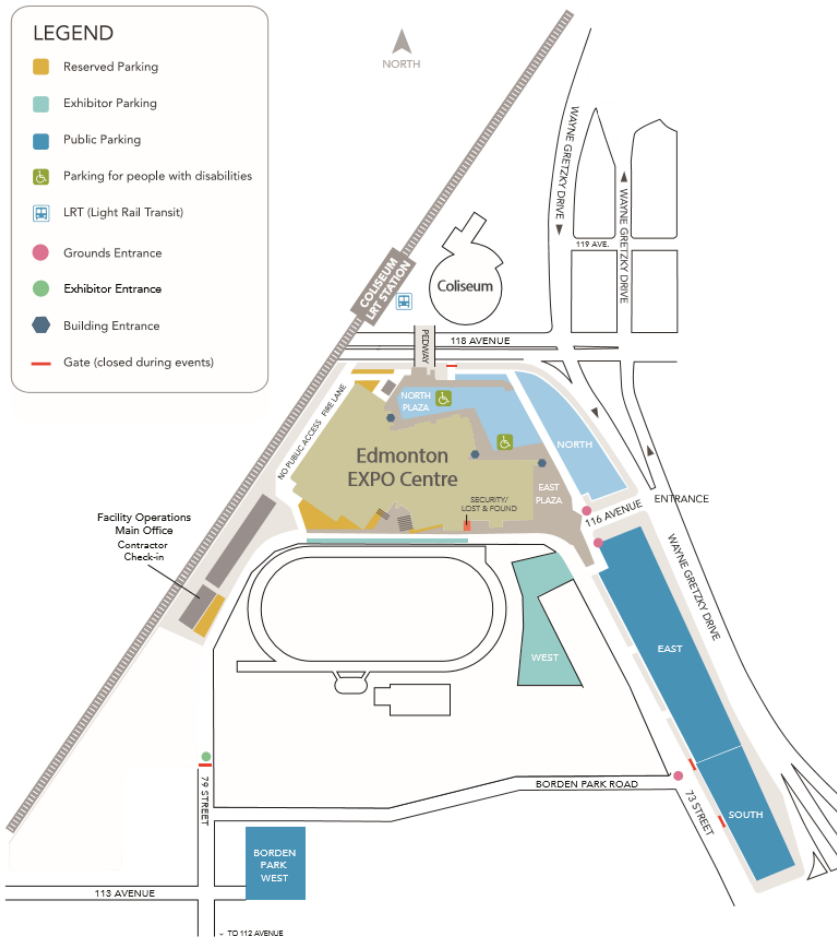 LEGEND
Reserved Parking
Exhibitor Parking
Public Parking
Parking for people with disabilities
LRT (Light Rail Transit)
Grounds Entrance
Exhibitor Entrance
Building Entrance
Gate (closed during events)
NORTH
WAYNE GRETZKY DRIVE
WAYNE GRETZKY DRIVE
119 AVE.
COLISEUM
LRT STATION
Coliseum
118 AVENUE
PEDWAY
NORTH
PLAZA
NO PUBLIC ACCESS FIRE LANE
NORTH
Edmonton
EXPO Centre
EAST
PLAZA
SECURITY/
LOST & FOUND
ENTRANCE
116 AVENUE
Facility Operations
Main Office
Contractor
Check-in
WAYNE GRETZKY DRIVE
EAST
WEST
79 STREET
BORDEN PARK ROAD
73 STREET
SOUTH
BORDEN
PARK
WEST
113 AVENUE
TO 112 AVENUE